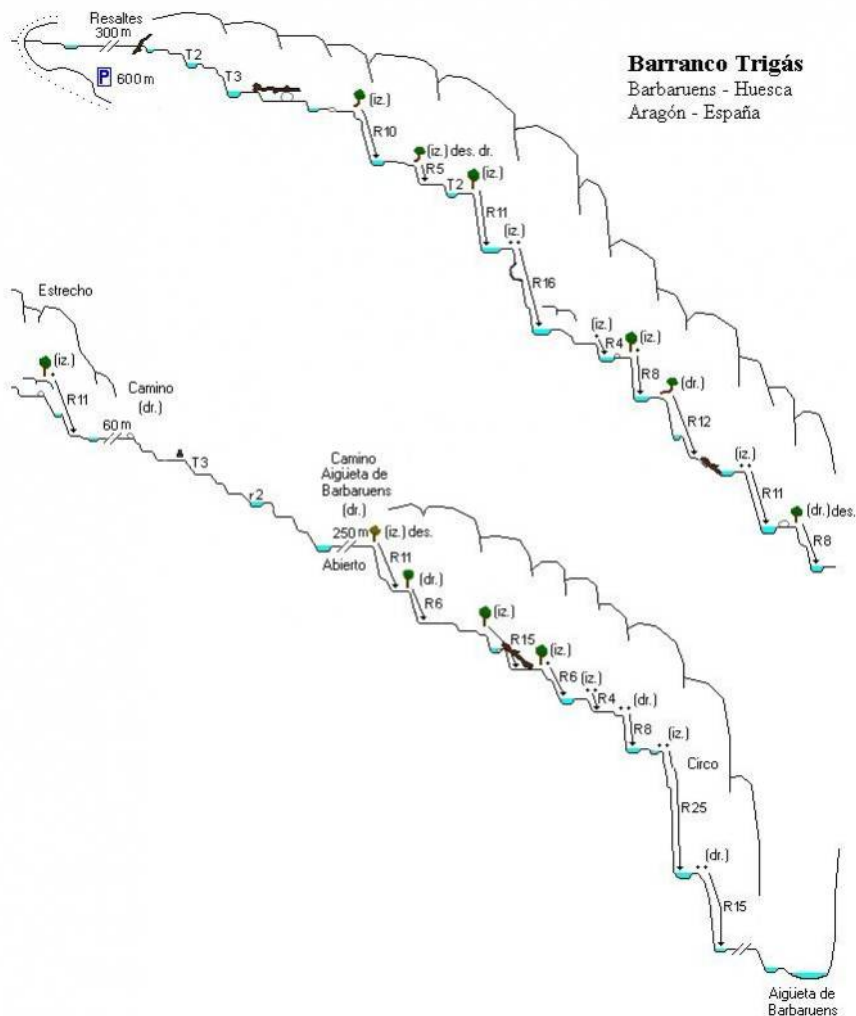 Barranco Trigás
Barbaruens - Huesca
Aragón - España
Resaltes
300 m
P 600 m
T2
T3
(iz.)
R10
(iz.) des. dr.
R5
T2
(iz.)
R11
(iz.)
R16
(iz.)
R4
(iz.)
R8
(dr.)
R12
(iz.)
R11
(dr.) des.
R8
Estrecho
(iz.)
R11
Camino
(dr.)
60 m
T3
r2
Camino
Aigüeta de
Barbaruens
(dr.)
250 m
(iz.) des.
Abierto
R11
(dr.)
R6
(iz.)
R15
(iz.)
R6
(iz.)
R4
(dr.)
R8
(iz.)
Circo
R25
(dr.)
R15
Aigüeta de
Barbaruens